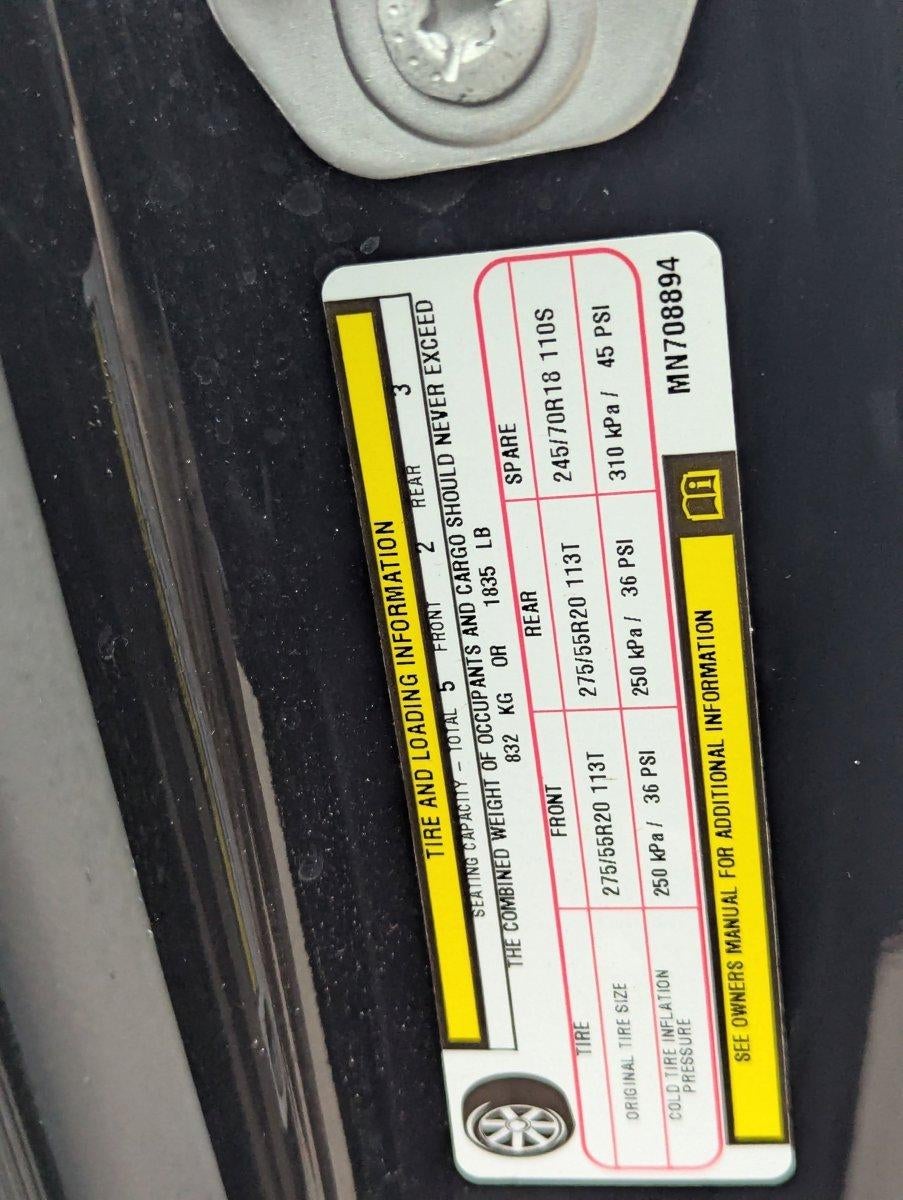 TIRE AND LOADING INFORMATION
SEATING CAPACITY – TOTAL 5 FRONT 2 REAR 3
THE COMBINED WEIGHT OF OCCUPANTS AND CARGO SHOULD NEVER EXCEED
832 KG OR 1835 LB
TIRE FRONT REAR SPARE
ORIGINAL TIRE SIZE 275/55R20 113T 275/55R20 113T 245/70R18 110S
COLD TIRE INFLATION PRESSURE 250 kPa / 36 PSI 250 kPa / 36 PSI 310 kPa / 45 PSI
SEE OWNERS MANUAL FOR ADDITIONAL INFORMATION
MN708894